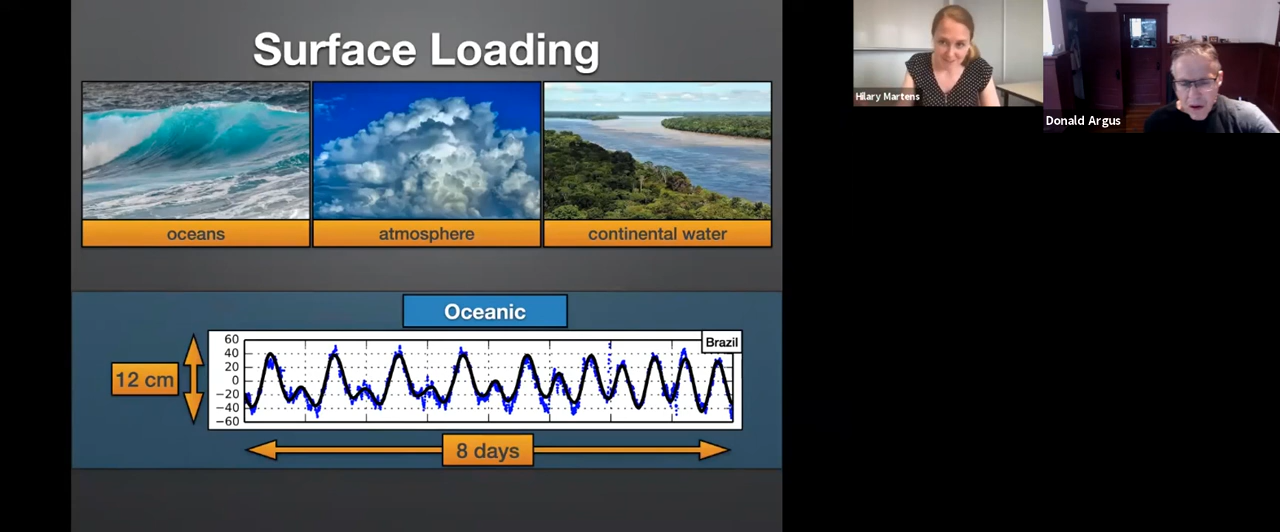 Surface Loading
Hilary Martens
Donald Argus
oceans
atmosphere
continental water
Oceanic
Brazil
60
40
20
0
−20
−40
−60
12 cm
8 days